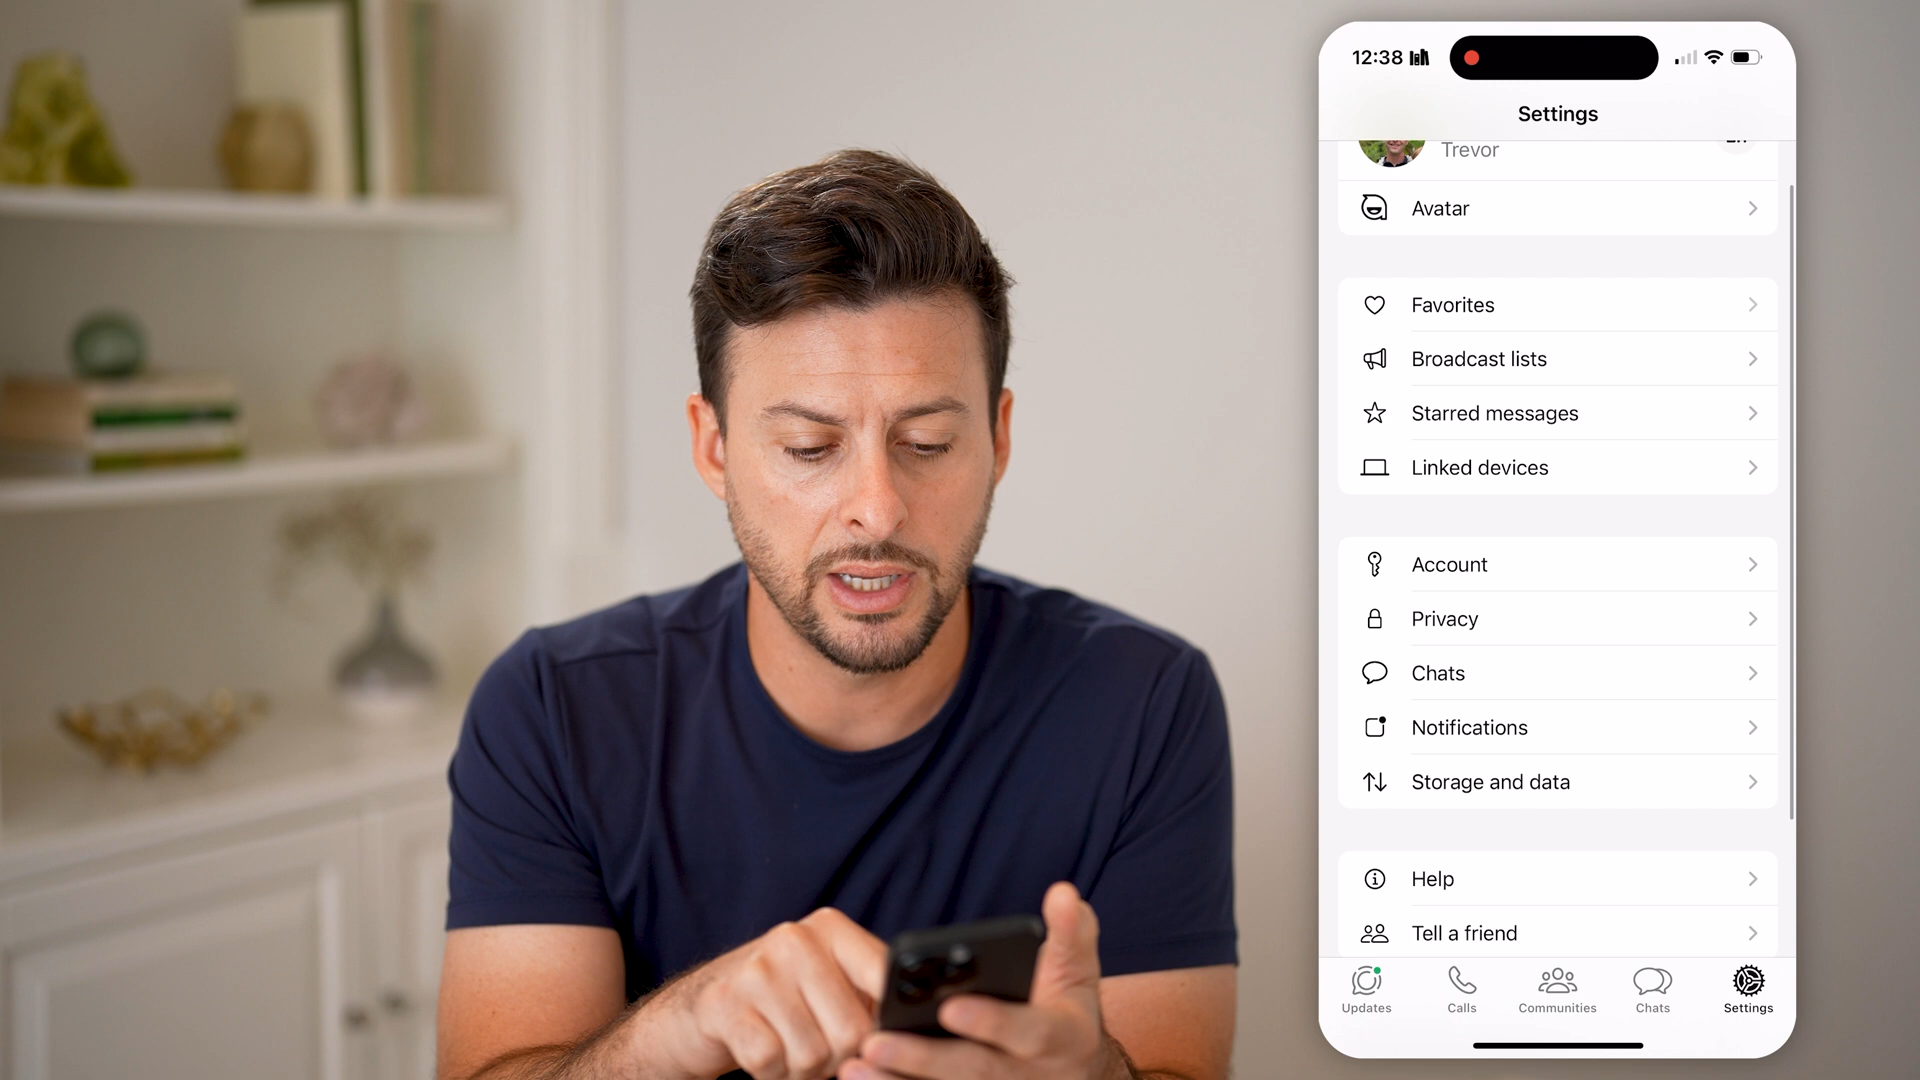 12:38
Settings
Trevor
Avatar
Favorites
Broadcast lists
Starred messages
Linked devices
Account
Privacy
Chats
Notifications
Storage and data
Help
Tell a friend
Updates
Calls
Communities
Chats
Settings